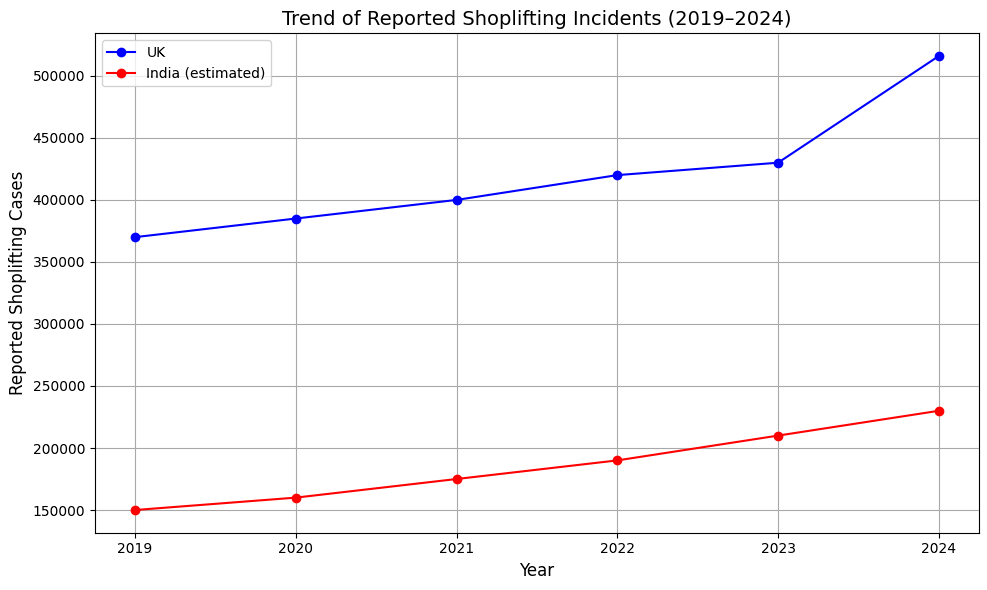 Trend of Reported Shoplifting Incidents (2019–2024)
UK
India (estimated)
Reported Shoplifting Cases
500000
450000
400000
350000
300000
250000
200000
150000
2019 2020 2021 2022 2023 2024
Year